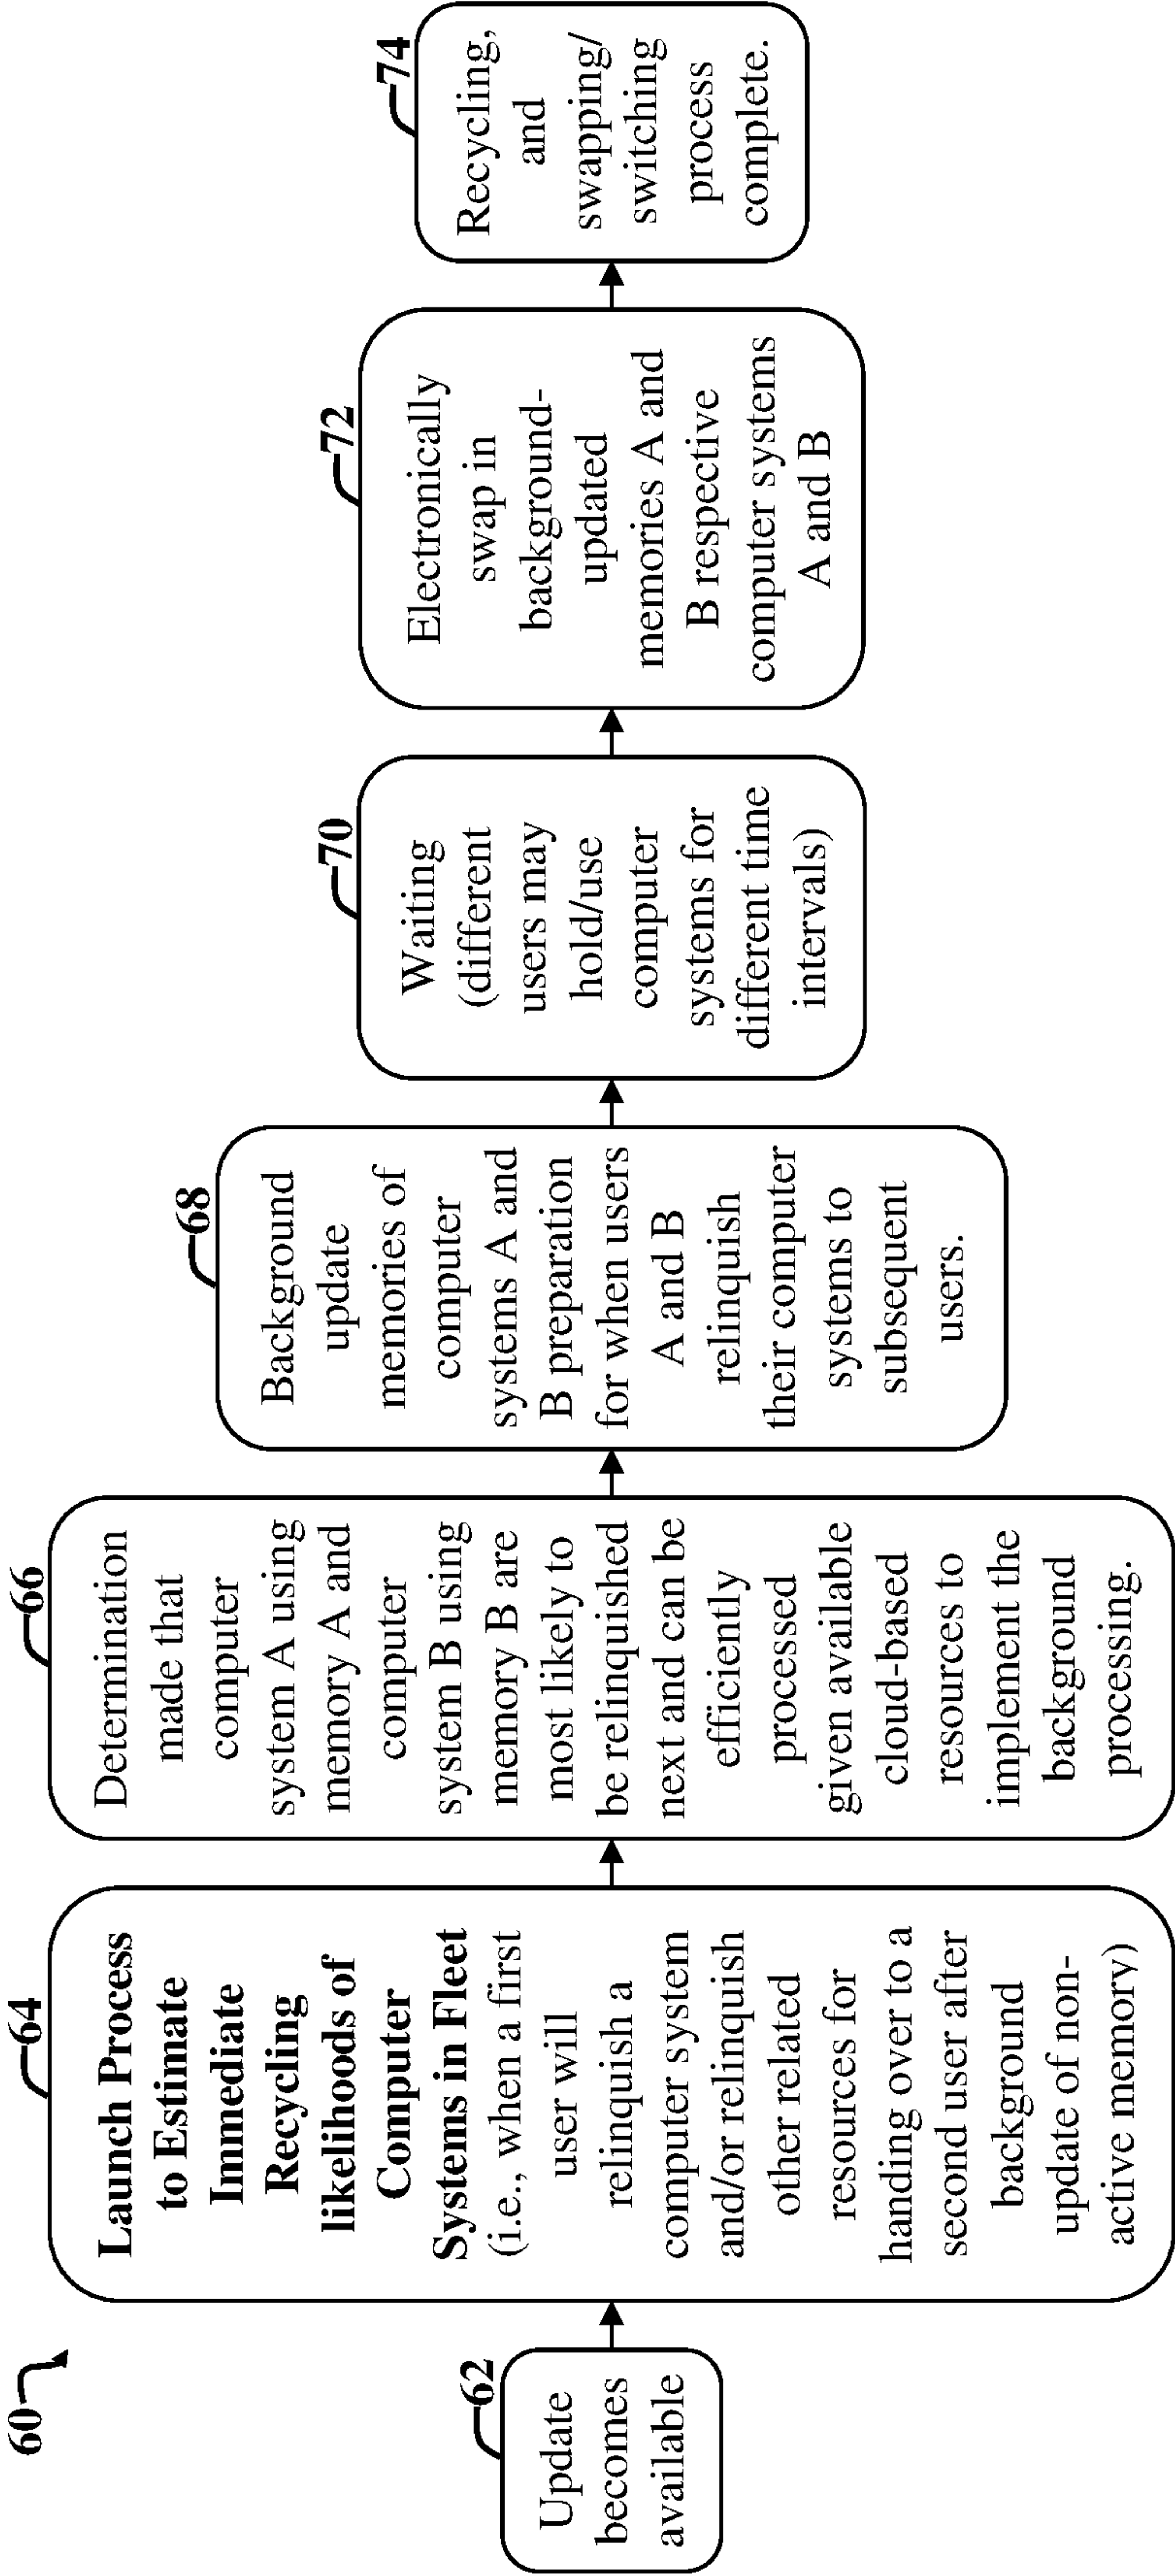 60
62
Update
becomes
available
64
Launch Process
to Estimate
Immediate
Recycling
likelihoods of
Computer
Systems in Fleet
(i.e., when a first
user will
relinquish a
computer system
and/or relinquish
other related
resources for
handing over to a
second user after
background
update of non-
active memory)
66
Determination
made that
computer
system A using
memory A and
computer
system B using
memory B are
most likely to
be relinquished
next and can be
efficiently
processed
given available
cloud-based
resources to
implement the
background
processing.
68
Background
update
memories of
computer
systems A and
B preparation
for when users
A and B
relinquish
their computer
systems to
subsequent
users.
70
Waiting
(different
users may
hold/use
computer
systems for
different time
intervals)
72
Electronically
swap in
background-
updated
memories A and
B respective
computer systems
A and B
74
Recycling,
and
swapping/
switching
process
complete.